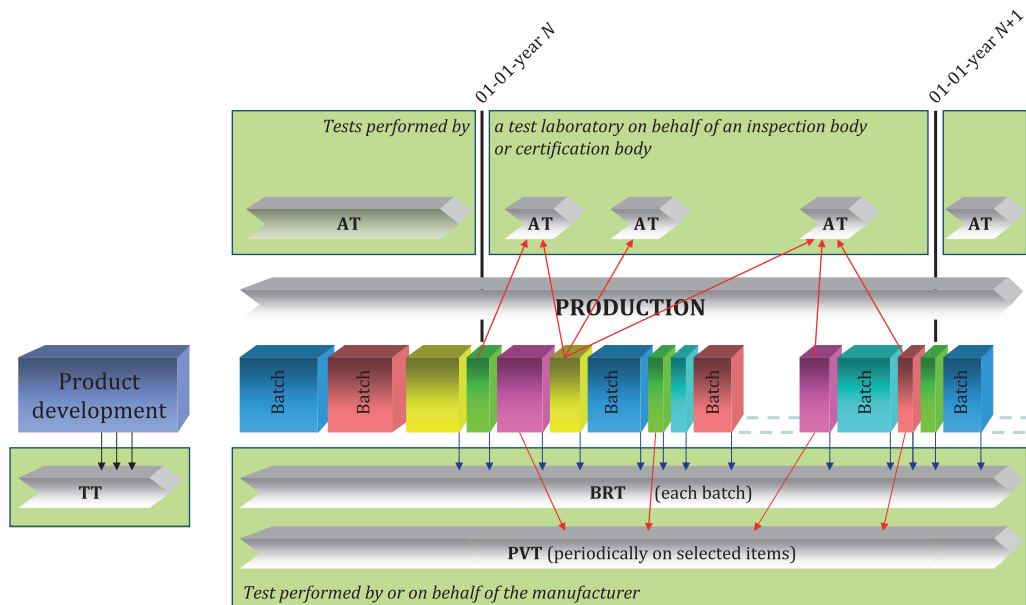 01-01-year N
01-01-year N+1
Tests performed by
a test laboratory on behalf of an inspection body
or certification body
AT
AT
AT
AT
AT
PRODUCTION
Product
development
Batch
Batch
Batch
Batch
Batch
Batch
TT
BRT (each batch)
PVT (periodically on selected items)
Test performed by or on behalf of the manufacturer